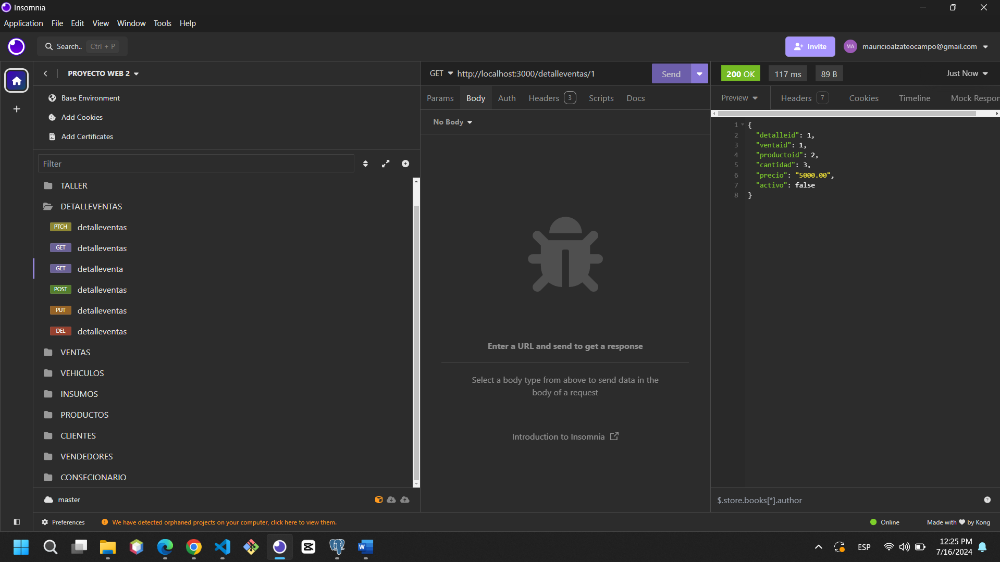 Insomnia
Application File Edit View Window Tools Help
Search.. Ctrl + P
Invite
MA mauricioalzateocampo@gmail.com
PROYECTO WEB 2
GET http://localhost:3000/detalleventas/1
Send
200 OK 117 ms 89 B
Just Now
Base Environment
Add Cookies
Add Certificates
Params Body Auth Headers 3 Scripts Docs
Preview Headers 7 Cookies Timeline Mock Respor
No Body
Filter
TALLER
DETALLEVENTAS
PTCH detalleventas
GET detalleventas
GET detalleventa
POST detalleventas
PUT detalleventas
DEL detalleventas
VENTAS
VEHICULOS
INSUMOS
PRODUCTOS
CLIENTES
VENDEDORES
CONSECIONARIO
master
Enter a URL and send to get a response
Select a body type from above to send data in the
body of a request
Introduction to Insomnia
1 {
2 "detalleid": 1,
3 "ventaid": 1,
4 "productoid": 2,
5 "cantidad": 3,
6 "precio": "5000.00",
7 "activo": false
8 }
$.store.books[*].author
Preferences
We have detected orphaned projects on your computer, click here to view them.
Online
Made with ♥ by Kong
ESP
12:25 PM
7/16/2024